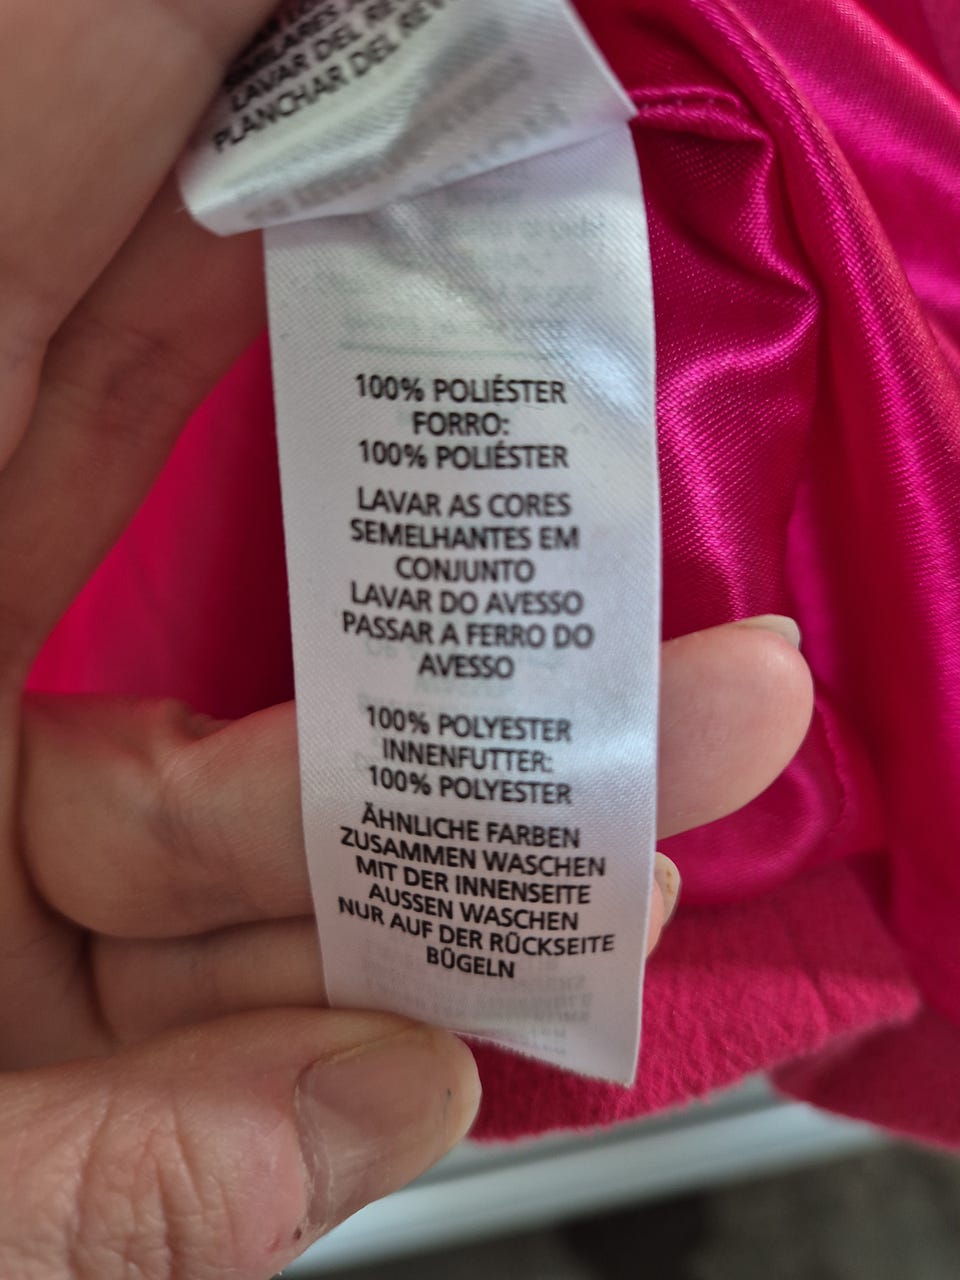 LAVAR DEL
PLANCHAR DEL
100% POLIÉSTER
FORRO:
100% POLIÉSTER
LAVAR AS CORES
SEMELHANTES EM
CONJUNTO
LAVAR DO AVESSO
PASSAR A FERRO DO
AVESSO
100% POLYESTER
INNENFUTTER:
100% POLYESTER
ÄHNLICHE FARBEN
ZUSAMMEN WASCHEN
MIT DER INNENSEITE
AUSSEN WASCHEN
NUR AUF DER RÜCKSEITE
BÜGELN